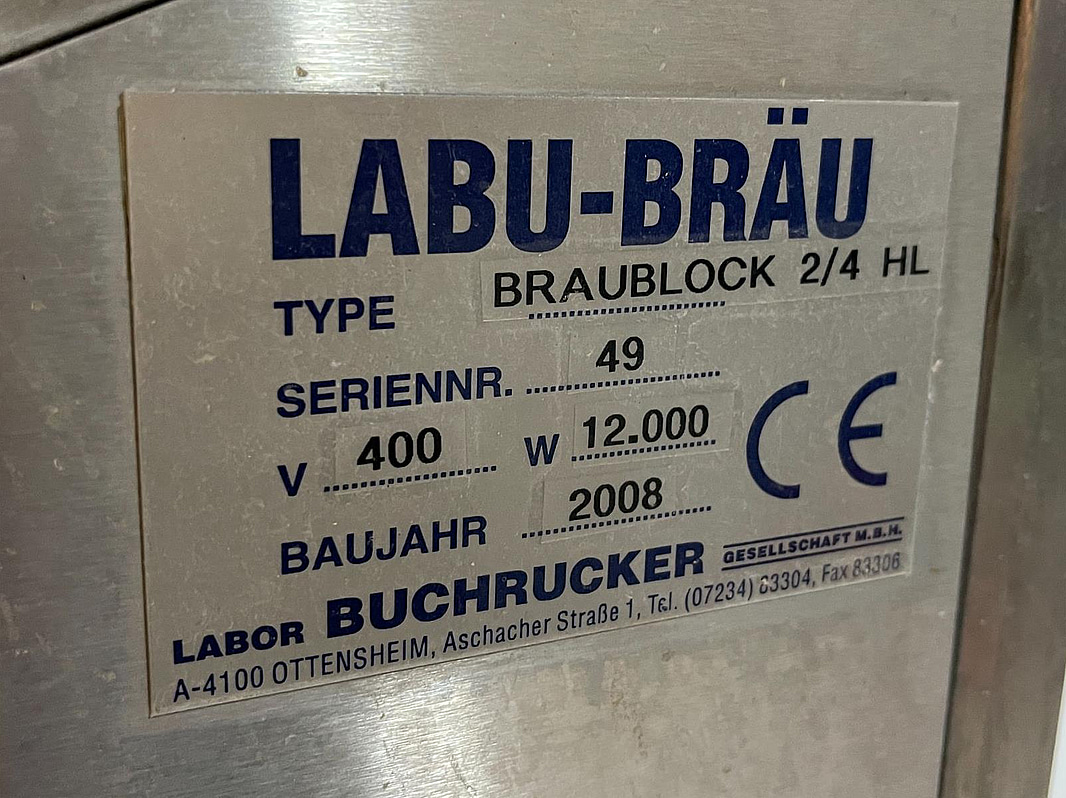 LABU-BRÄU
TYPE BRAUBLOCK 2/4 HL
SERIENNR. 49
V 400 W 12.000
CE
BAUJAHR 2008
LABOR BUCHRUCKER GESELLSCHAFT M.B.H.
A-4100 OTTENSHEIM, Aschacher Straße 1, Tel. (07234) 83304, Fax 83306